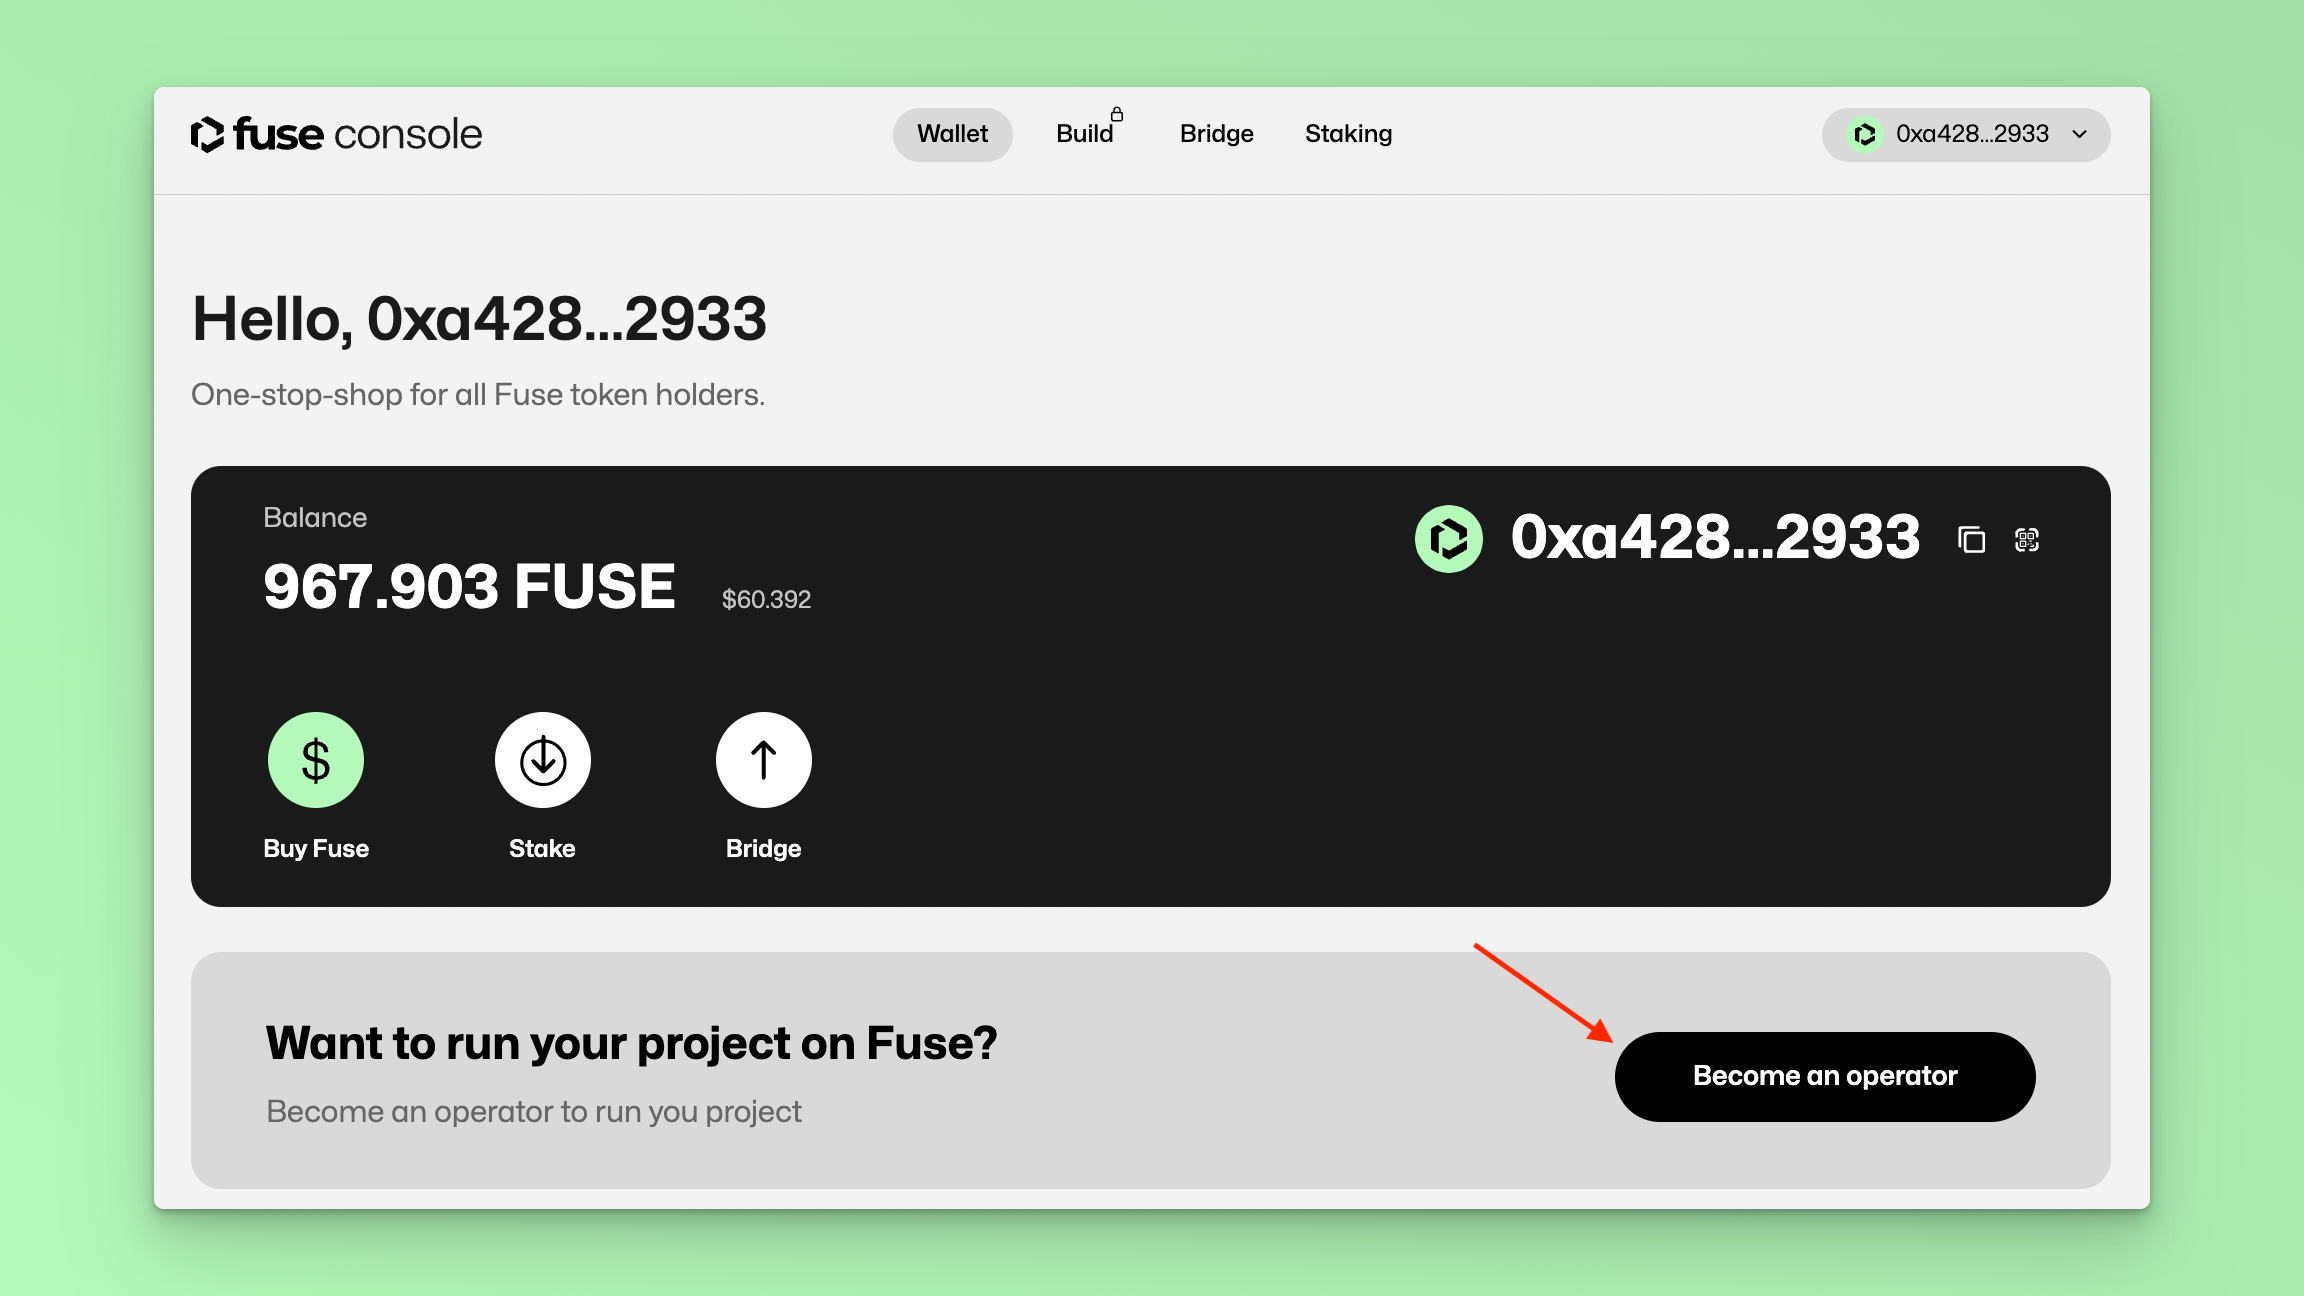 fuse console
Wallet
Build
Bridge
Staking
0xa428...2933
Hello, 0xa428...2933
One-stop-shop for all Fuse token holders.
Balance
967.903 FUSE
$60.392
0xa428...2933
$
Buy Fuse
Stake
Bridge
Want to run your project on Fuse?
Become an operator to run you project
Become an operator